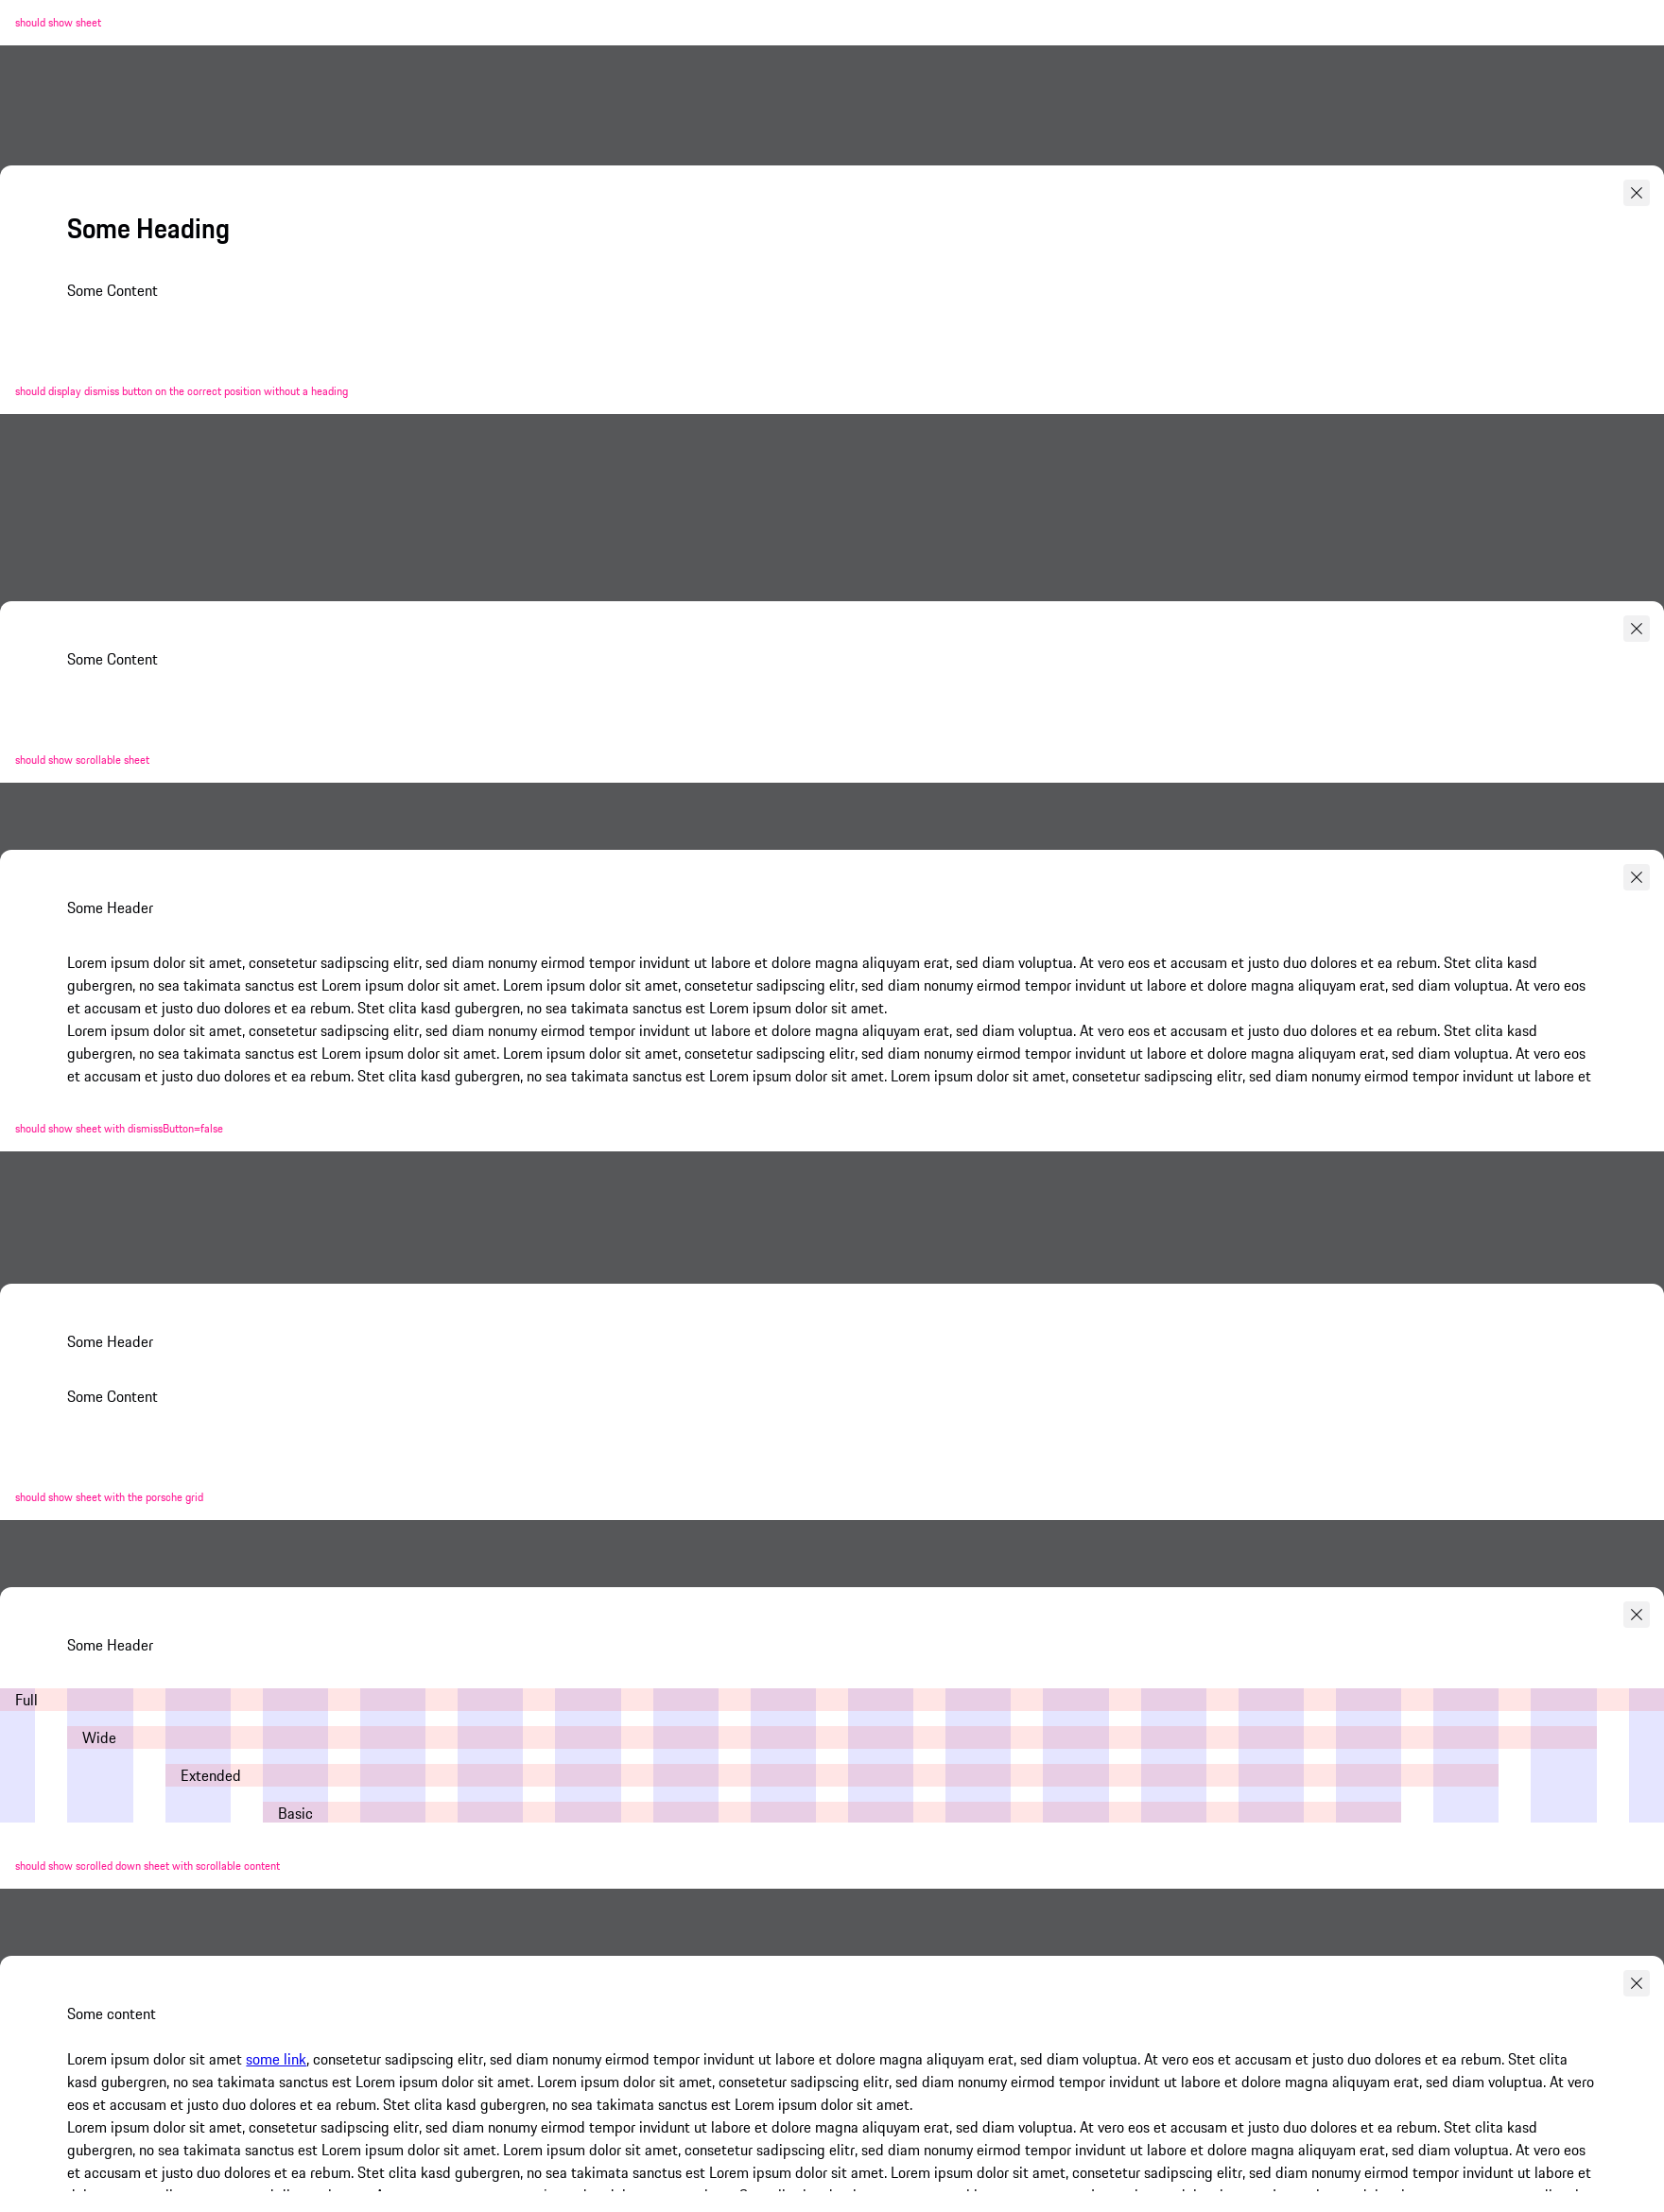 should show sheet
Some Heading
Some Content
should display dismiss button on the correct position without a heading
Some Content
should show scrollable sheet
Some Header
Lorem ipsum dolor sit amet, consetetur sadipscing elitr, sed diam nonumy eirmod tempor invidunt ut labore et dolore magna aliquyam erat, sed diam voluptua. At vero eos et accusam et justo duo dolores et ea rebum. Stet clita kasd
gubergren, no sea takimata sanctus est Lorem ipsum dolor sit amet. Lorem ipsum dolor sit amet, consetetur sadipscing elitr, sed diam nonumy eirmod tempor invidunt ut labore et dolore magna aliquyam erat, sed diam voluptua. At vero eos
et accusam et justo duo dolores et ea rebum. Stet clita kasd gubergren, no sea takimata sanctus est Lorem ipsum dolor sit amet.
Lorem ipsum dolor sit amet, consetetur sadipscing elitr, sed diam nonumy eirmod tempor invidunt ut labore et dolore magna aliquyam erat, sed diam voluptua. At vero eos et accusam et justo duo dolores et ea rebum. Stet clita kasd
gubergren, no sea takimata sanctus est Lorem ipsum dolor sit amet. Lorem ipsum dolor sit amet, consetetur sadipscing elitr, sed diam nonumy eirmod tempor invidunt ut labore et dolore magna aliquyam erat, sed diam voluptua. At vero eos
et accusam et justo duo dolores et ea rebum. Stet clita kasd gubergren, no sea takimata sanctus est Lorem ipsum dolor sit amet. Lorem ipsum dolor sit amet, consetetur sadipscing elitr, sed diam nonumy eirmod tempor invidunt ut labore et
should show sheet with dismissButton=false
Some Header
Some Content
should show sheet with the porsche grid
Some Header
Full
Wide
Extended
Basic
should show scrolled down sheet with scrollable content
Some content
Lorem ipsum dolor sit amet some link, consetetur sadipscing elitr, sed diam nonumy eirmod tempor invidunt ut labore et dolore magna aliquyam erat, sed diam voluptua. At vero eos et accusam et justo duo dolores et ea rebum. Stet clita
kasd gubergren, no sea takimata sanctus est Lorem ipsum dolor sit amet. Lorem ipsum dolor sit amet, consetetur sadipscing elitr, sed diam nonumy eirmod tempor invidunt ut labore et dolore magna aliquyam erat, sed diam voluptua. At vero
eos et accusam et justo duo dolores et ea rebum. Stet clita kasd gubergren, no sea takimata sanctus est Lorem ipsum dolor sit amet.
Lorem ipsum dolor sit amet, consetetur sadipscing elitr, sed diam nonumy eirmod tempor invidunt ut labore et dolore magna aliquyam erat, sed diam voluptua. At vero eos et accusam et justo duo dolores et ea rebum. Stet clita kasd
gubergren, no sea takimata sanctus est Lorem ipsum dolor sit amet. Lorem ipsum dolor sit amet, consetetur sadipscing elitr, sed diam nonumy eirmod tempor invidunt ut labore et dolore magna aliquyam erat, sed diam voluptua. At vero eos
et accusam et justo duo dolores et ea rebum. Stet clita kasd gubergren, no sea takimata sanctus est Lorem ipsum dolor sit amet. Lorem ipsum dolor sit amet, consetetur sadipscing elitr, sed diam nonumy eirmod tempor invidunt ut labore et